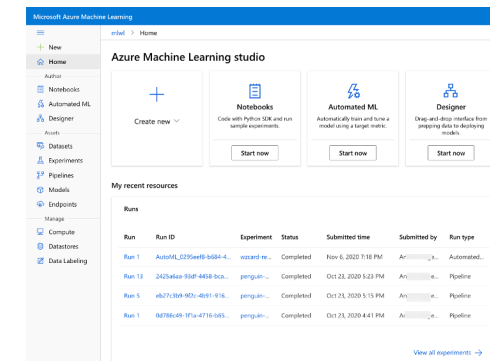 Microsoft Azure Machine Learning
mlwl > Home
New
Home
Author
Notebooks
Automated ML
Designer
Assets
Datasets
Experiments
Pipelines
Models
Endpoints
Manage
Compute
Datastores
Data Labeling
Azure Machine Learning studio
Create new
Notebooks
Code with Python SDK and run
sample experiments.
Start now
Automated ML
Automatically train and tune a
model using a target metric.
Start now
Designer
Drag-and-drop interface from
prepping data to deploying
models.
Start now
My recent resources
Runs
Run Run ID Experiment Status Submitted time Submitted by Run type
Run 1 AutoML_0295eef8-b684-4... wizard-re... Completed Nov 6, 2020 7:18 PM Automated...
Run 13 2425a6aa-93df-4458-bca... penguin-... Completed Oct 23, 2020 5:23 PM Pipeline
Run 5 eb27c3b9-9f2c-4b91-916... penguin-... Completed Oct 23, 2020 5:15 PM Pipeline
Run 1 0d786c49-1f1a-4716-b65... penguin-... Completed Oct 23, 2020 4:41 PM Pipeline
View all experiments